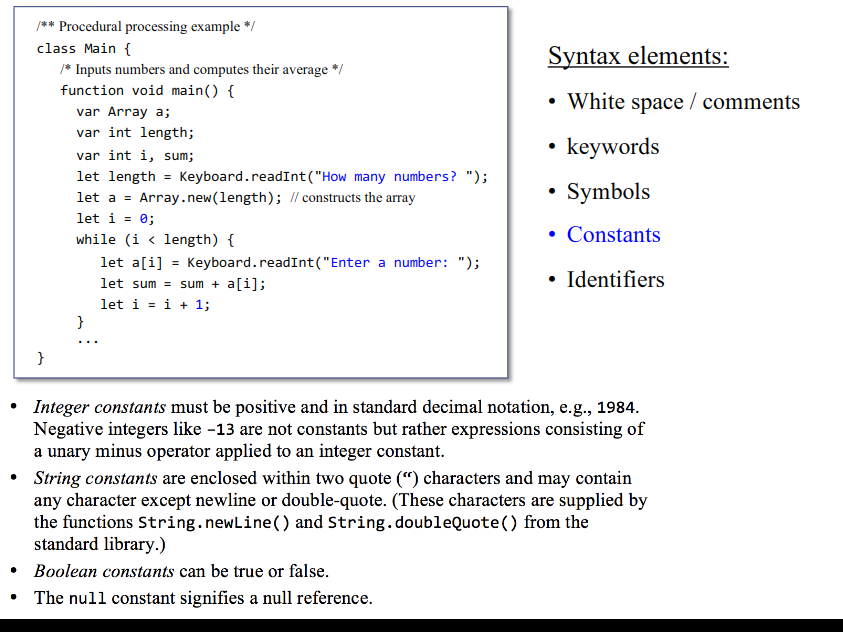 /** Procedural processing example */
class Main {
/* Inputs numbers and computes their average */
function void main() {
var Array a;
var int length;
var int i, sum;
let length = Keyboard.readInt("How many numbers? ");
let a = Array.new(length); // constructs the array
let i = 0;
while (i < length) {
let a[i] = Keyboard.readInt("Enter a number: ");
let sum = sum + a[i];
let i = i + 1;
}
...
}
Syntax elements:
• White space / comments
• keywords
• Symbols
• Constants
• Identifiers
• Integer constants must be positive and in standard decimal notation, e.g., 1984.
Negative integers like –13 are not constants but rather expressions consisting of
a unary minus operator applied to an integer constant.
• String constants are enclosed within two quote (“) characters and may contain
any character except newline or double-quote. (These characters are supplied by
the functions String.newLine() and String.doubleQuote() from the
standard library.)
• Boolean constants can be true or false.
• The null constant signifies a null reference.